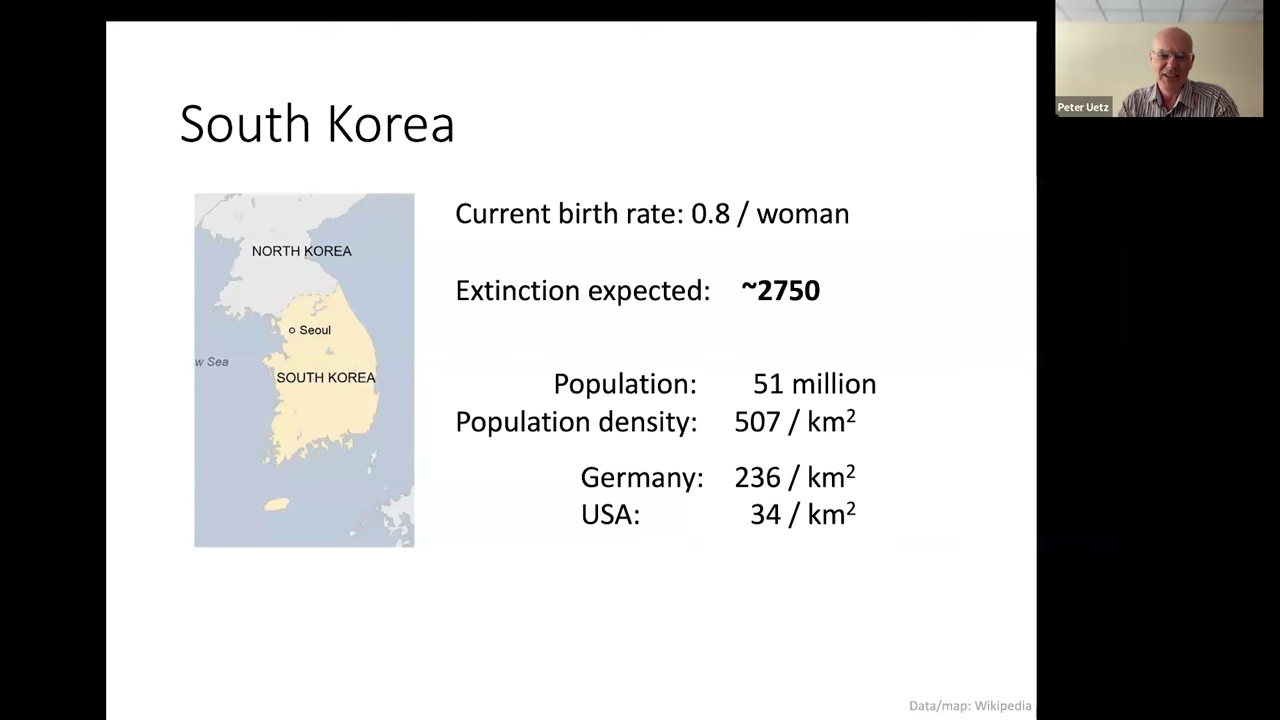 South Korea
Peter Uetz
NORTH KOREA
Seoul
w Sea
SOUTH KOREA
Current birth rate: 0.8 / woman
Extinction expected: ~2750
Population: 51 million
Population density: 507 / km²
Germany: 236 / km²
USA: 34 / km²
Data/map: Wikipedia